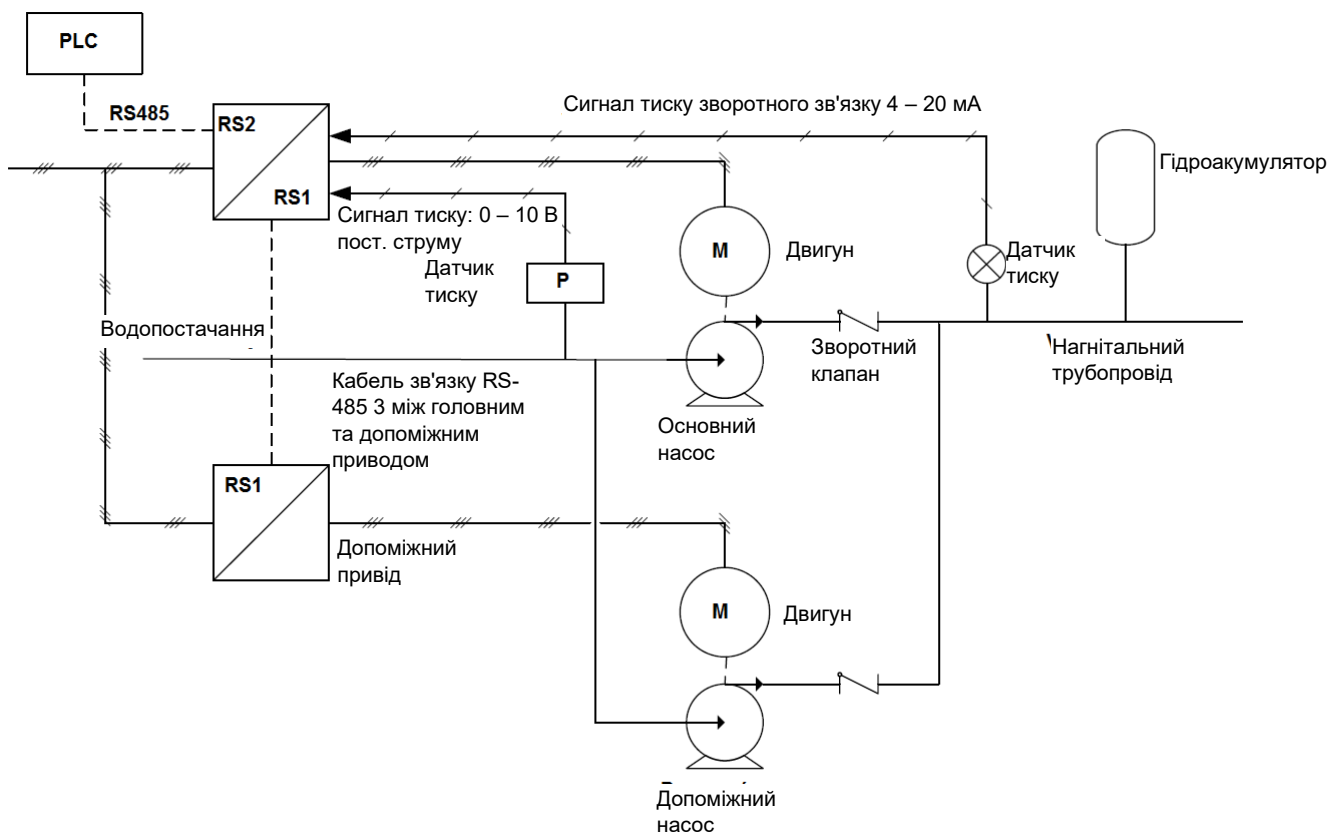 PLC
RS485
RS2
RS1
Сигнал тиску зворотного зв'язку 4 – 20 мА
Гідроакумулятор
Сигнал тиску: 0 – 10 В
пост. струму
Датчик
тиску
P
M
Двигун
Датчик
тиску
Водопостачання
Зворотний
клапан
Нагнітальний
трубопровід
Кабель зв'язку RS-
485 3 між головним
та допоміжним
приводом
Основний
насос
RS1
Допоміжний
привід
M
Двигун
Допоміжний
насос